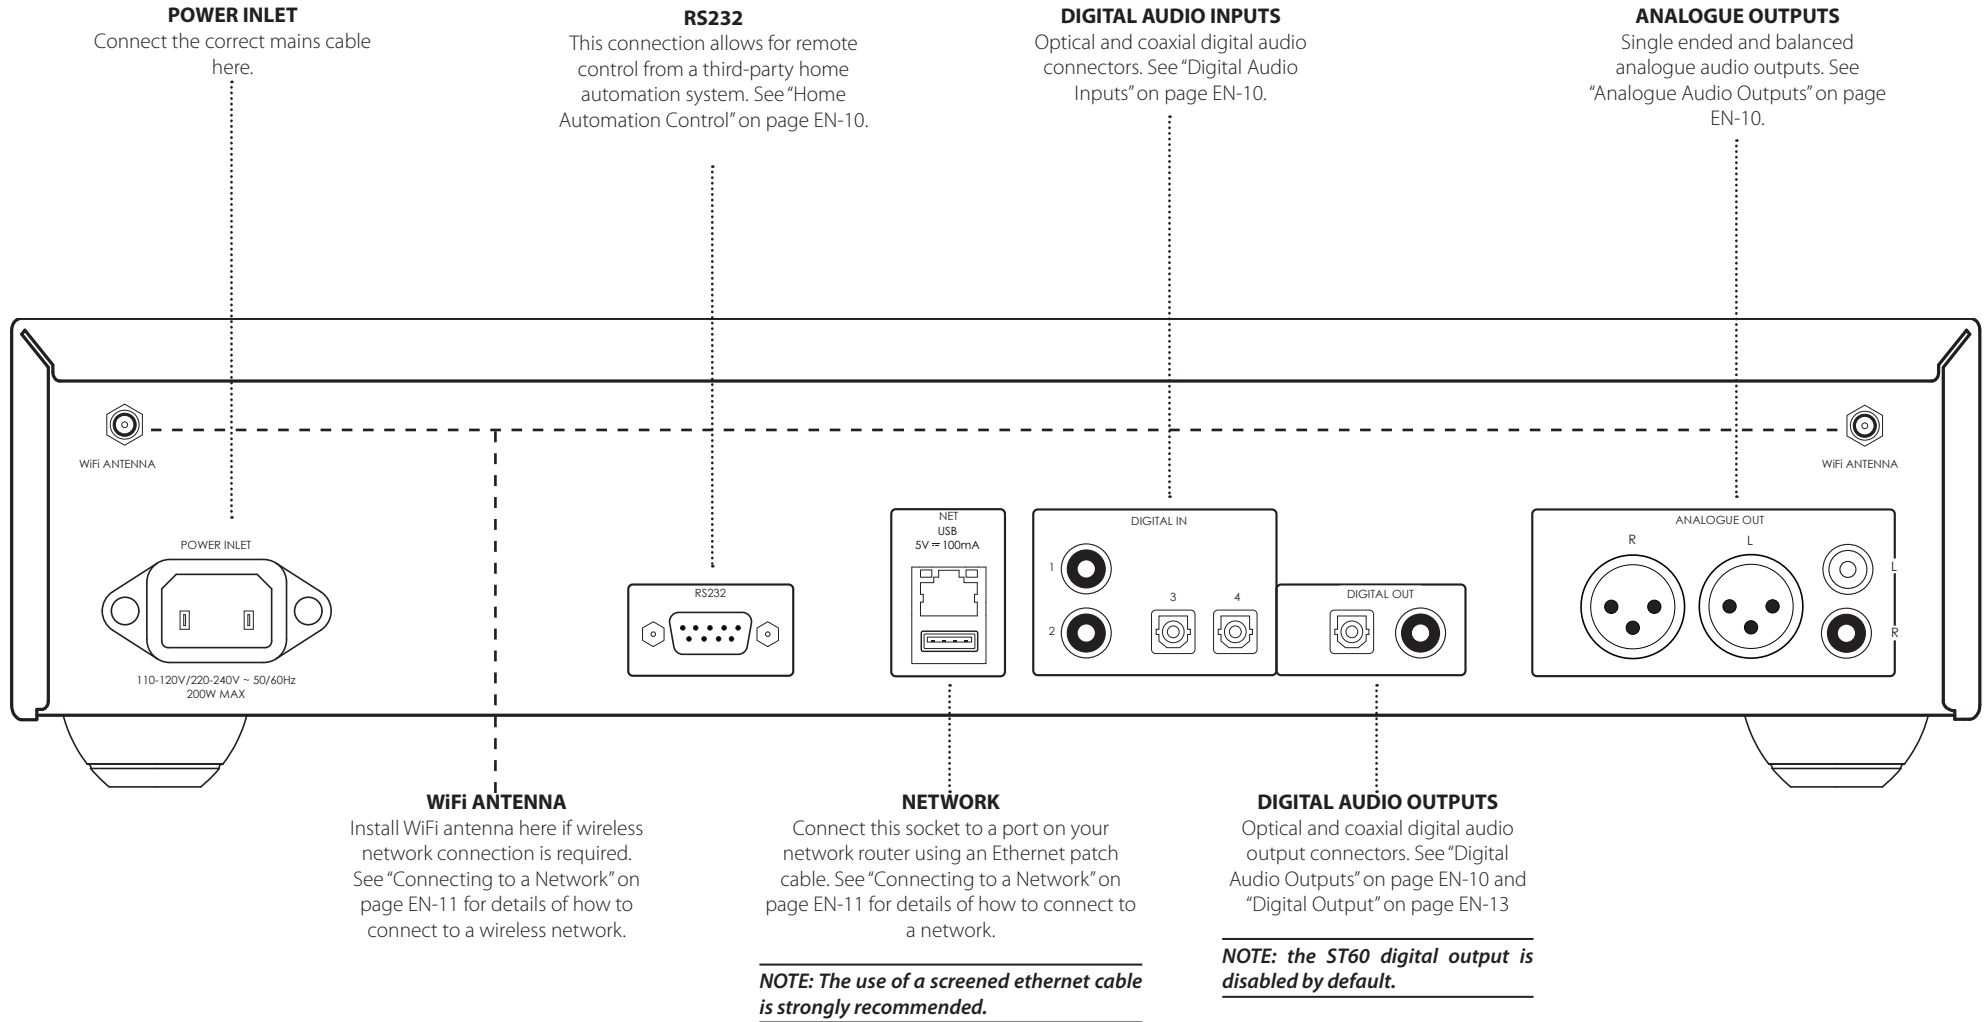 POWER INLET
Connect the correct mains cable
here.
RS232
This connection allows for remote
control from a third-party home
automation system. See “Home
Automation Control” on page EN-10.
DIGITAL AUDIO INPUTS
Optical and coaxial digital audio
connectors. See “Digital Audio
Inputs” on page EN-10.
ANALOGUE OUTPUTS
Single ended and balanced
analogue audio outputs. See
“Analogue Audio Outputs” on page
EN-10.
WiFi ANTENNA
WiFi ANTENNA
POWER INLET
110-120V/220-240V ~ 50/60Hz
200W MAX
RS232
NET
USB
5V ⎓ 100mA
DIGITAL IN
1
2
3
4
DIGITAL OUT
ANALOGUE OUT
R
L
L
R
WiFi ANTENNA
Install WiFi antenna here if wireless
network connection is required.
See “Connecting to a Network” on
page EN-11 for details of how to
connect to a wireless network.
NETWORK
Connect this socket to a port on your
network router using an Ethernet patch
cable. See “Connecting to a Network” on
page EN-11 for details of how to connect to
a network.
NOTE: The use of a screened ethernet cable
is strongly recommended.
DIGITAL AUDIO OUTPUTS
Optical and coaxial digital audio
output connectors. See “Digital
Audio Outputs” on page EN-10 and
“Digital Output” on page EN-13
NOTE: the ST60 digital output is
disabled by default.